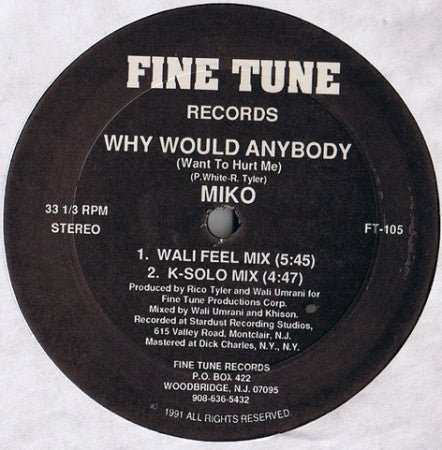 FINE TUNE
RECORDS
WHY WOULD ANYBODY
(Want To Hurt Me)
(P.White-R. Tyler)
MIKO
33 1/3 RPM
STEREO
FT-105
1. WALI FEEL MIX (5:45)
2. K-SOLO MIX (4:47)
Produced by Rico Tyler and Wali Umrani for
Fine Tune Productions Corp.
Mixed by Wali Umrani and Khison.
Recorded at Stardust Recording Studios,
615 Valley Road, Montclair, N.J.
Mastered at Dick Charles, N.Y., N.Y.
FINE TUNE RECORDS
P.O. BOX 422
WOODBRIDGE, N.J. 07095
908-636-5432
1991 ALL RIGHTS RESERVED